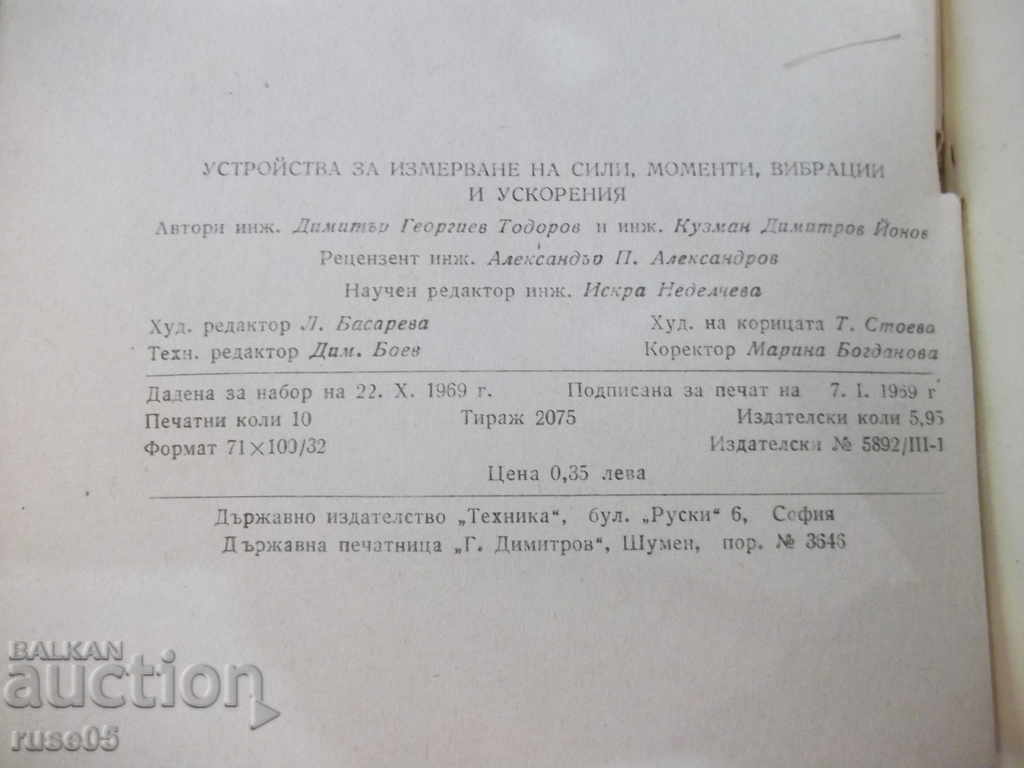 УСТРОЙСТВА ЗА ИЗМЕРВАНЕ НА СИЛИ, МОМЕНТИ, ВИБРАЦИИ
И УСКОРЕНИЯ
Автори инж. Димитър Георгиев Тодоров и инж. Кузман Димитров Йонов
Рецензент инж. Александър П. Александров
Научен редактор инж. Искра Неделчева
Худ. редактор Л. Басарева Худ. на корицата Т. Стоева
Техн. редактор Дим. Боев Коректор Марина Богданова
Дадена за набор на 22. X. 1969 г. Подписана за печат на 7. I. 1969 г
Печатни коли 10 Тираж 2075 Издателски коли 5,95
Формат 71×100/32 Издателски № 5892/III-1
Цена 0,35 лева
Държавно издателство „Техника“, бул. „Руски“ 6, София
Държавна печатница „Г. Димитров“, Шумен, пор. № 3646
BALKAN
auction
ruse05